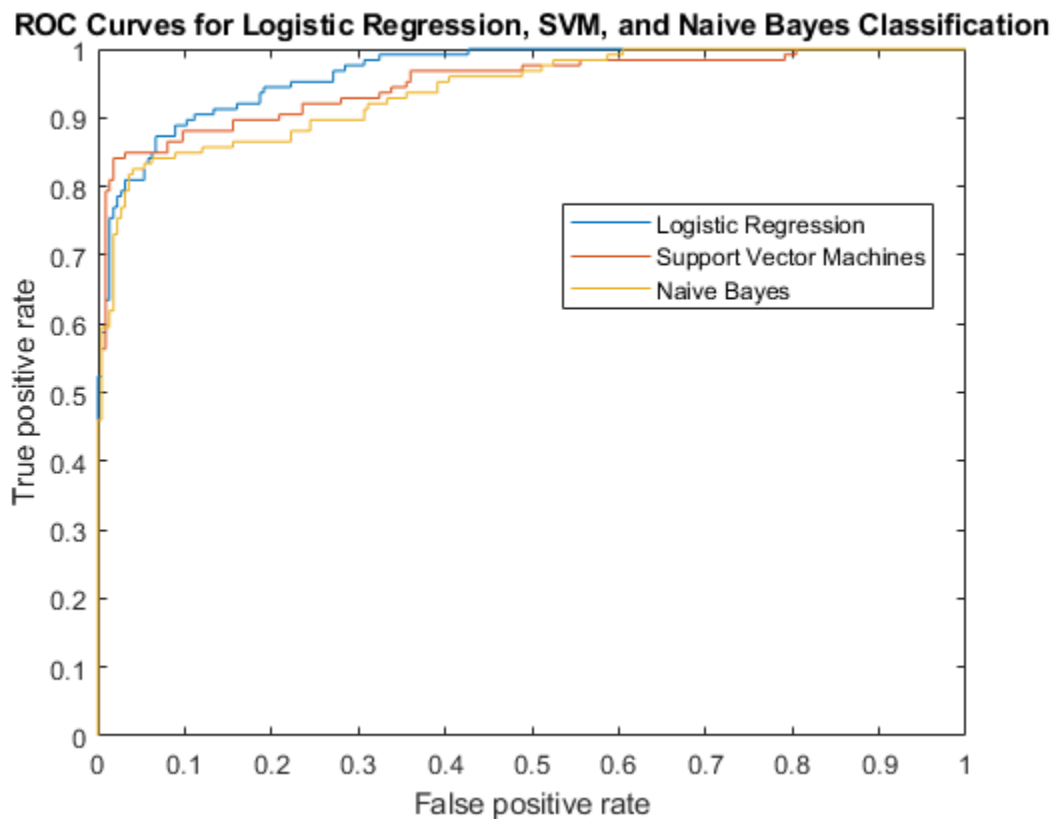 ROC Curves for Logistic Regression, SVM, and Naive Bayes Classification
1
0.9
0.8
0.7
0.6
0.5
0.4
0.3
0.2
0.1
0
True positive rate
Logistic Regression
Support Vector Machines
Naive Bayes
0 0.1 0.2 0.3 0.4 0.5 0.6 0.7 0.8 0.9 1
False positive rate